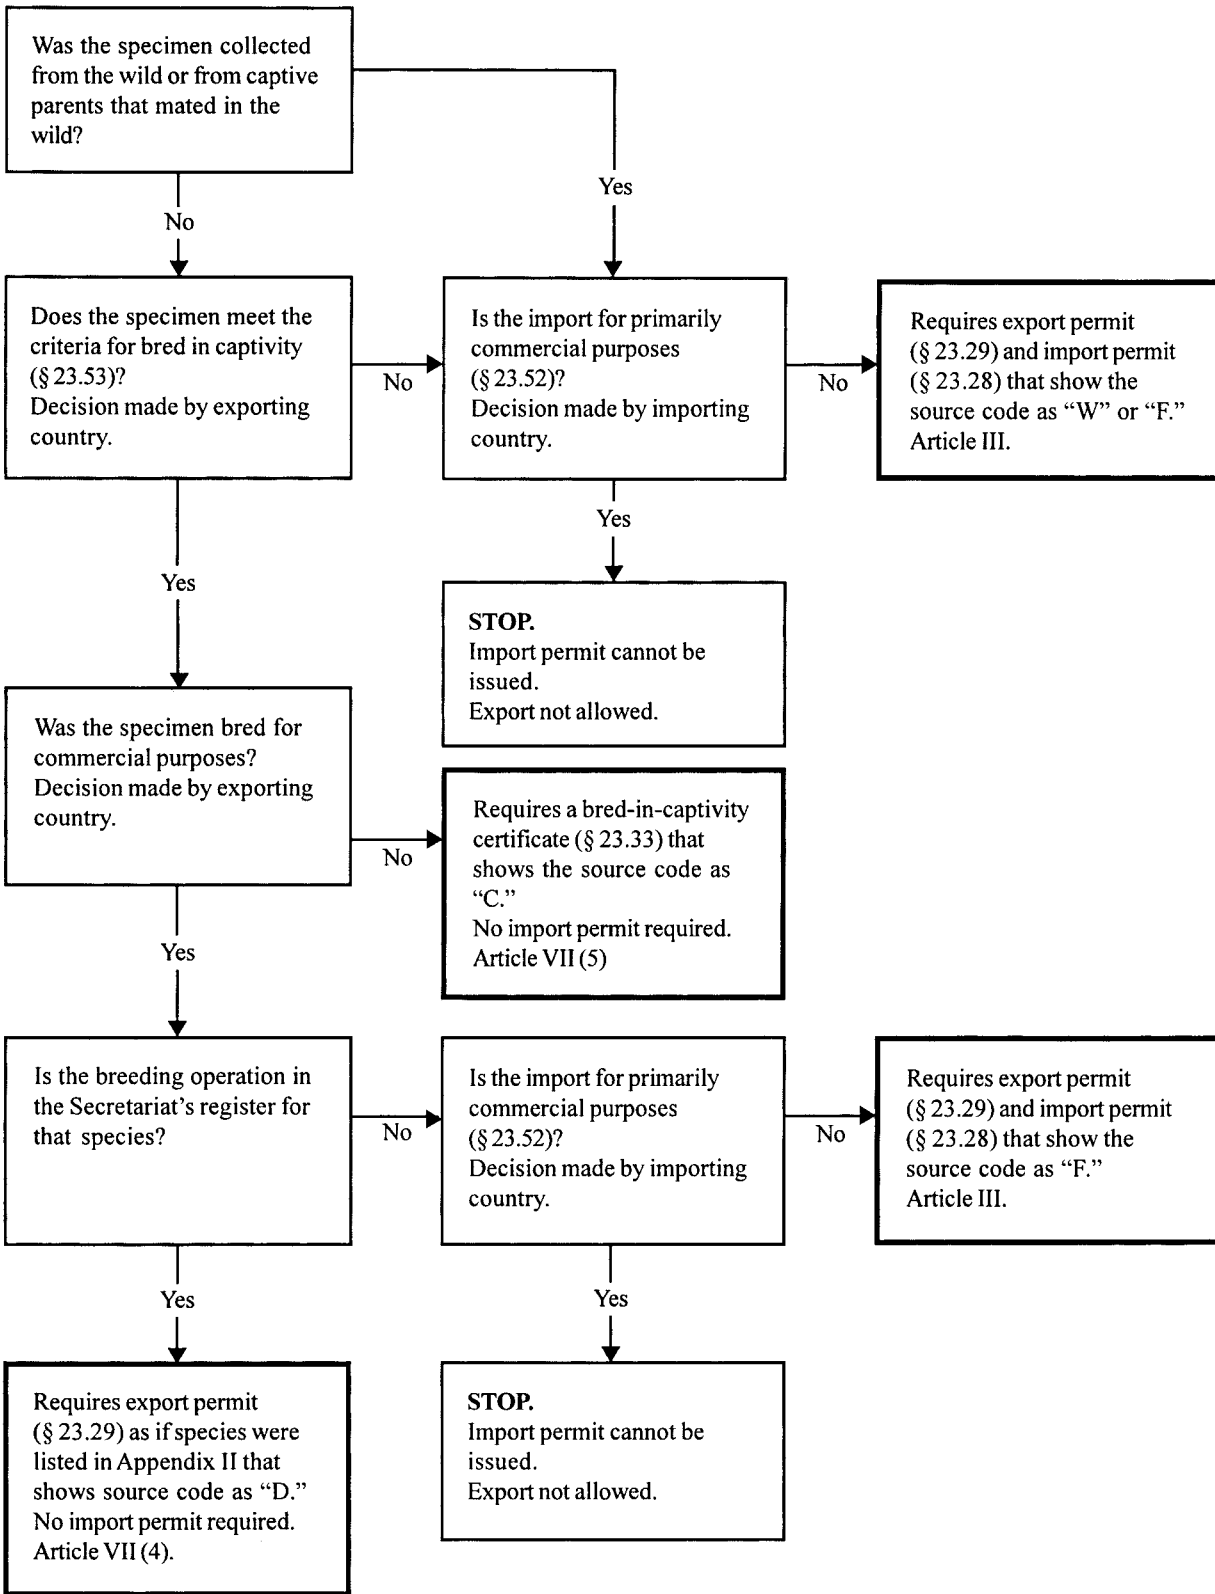 Was the specimen collected
from the wild or from captive
parents that mated in the
wild?
Yes
No
Does the specimen meet the
criteria for bred in captivity
(§ 23.53)?
Decision made by exporting
country.
No
Is the import for primarily
commercial purposes
(§ 23.52)?
Decision made by importing
country.
No
Requires export permit
(§ 23.29) and import permit
(§ 23.28) that show the
source code as “W” or “F.”
Article III.
Yes
Yes
STOP.
Import permit cannot be
issued.
Export not allowed.
Was the specimen bred for
commercial purposes?
Decision made by exporting
country.
No
Requires a bred-in-captivity
certificate (§ 23.33) that
shows the source code as
“C.”
No import permit required.
Article VII (5)
Yes
Is the breeding operation in
the Secretariat’s register for
that species?
No
Is the import for primarily
commercial purposes
(§ 23.52)?
Decision made by importing
country.
No
Requires export permit
(§ 23.29) and import permit
(§ 23.28) that show the
source code as “F.”
Article III.
Yes
Yes
Requires export permit
(§ 23.29) as if species were
listed in Appendix II that
shows source code as “D.”
No import permit required.
Article VII (4).
STOP.
Import permit cannot be
issued.
Export not allowed.